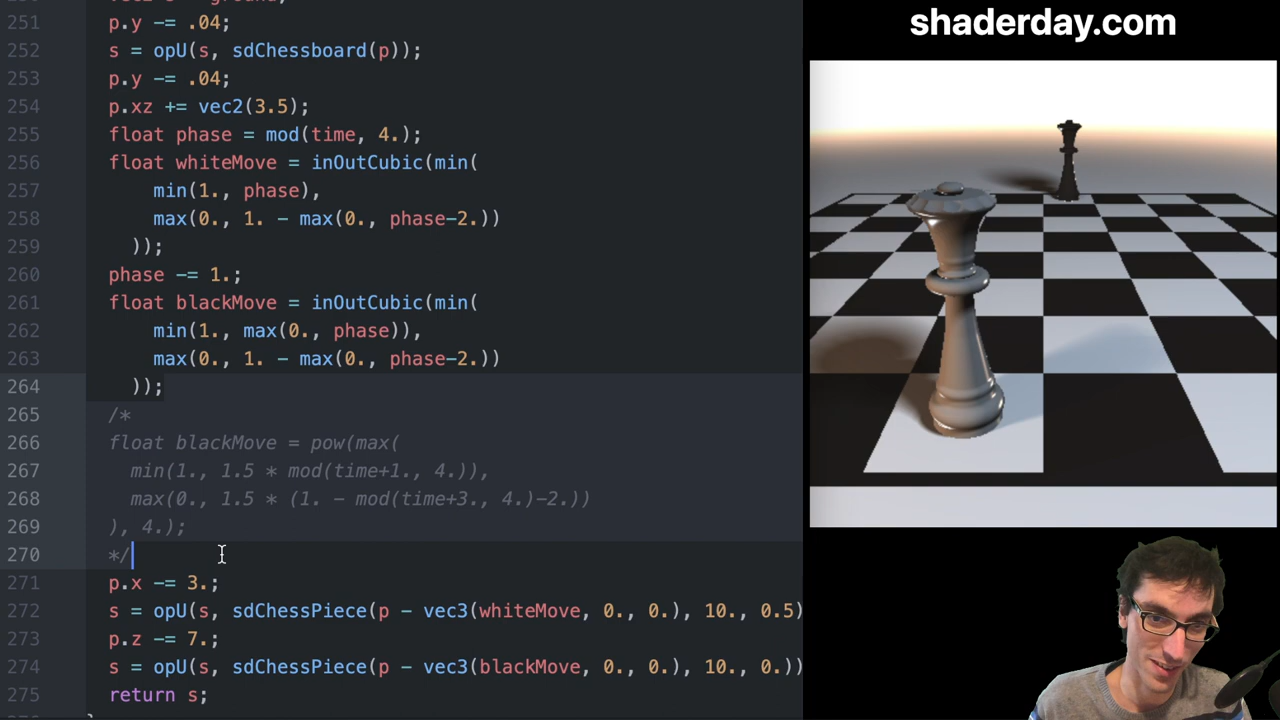 251 p.y -= .04;
252 s = opU(s, sdChessboard(p));
253 p.y -= .04;
254 p.xz += vec2(3.5);
255 float phase = mod(time, 4.);
256 float whiteMove = inOutCubic(min(
257 min(1., phase),
258 max(0., 1. - max(0., phase-2.))
259 ));
260 phase -= 1.;
261 float blackMove = inOutCubic(min(
262 min(1., max(0., phase)),
263 max(0., 1. - max(0., phase-2.))
264 ));
265 /*
266 float blackMove = pow(max(
267 min(1., 1.5 * mod(time+1., 4.)),
268 max(0., 1.5 * (1. - mod(time+3., 4.)-2.))
269 ), 4.);
270 */
271 p.x -= 3.;
272 s = opU(s, sdChessPiece(p - vec3(whiteMove, 0., 0.), 10., 0.5)
273 p.z -= 7.;
274 s = opU(s, sdChessPiece(p - vec3(blackMove, 0., 0.), 10., 0.))
275 return s;
shaderday.com